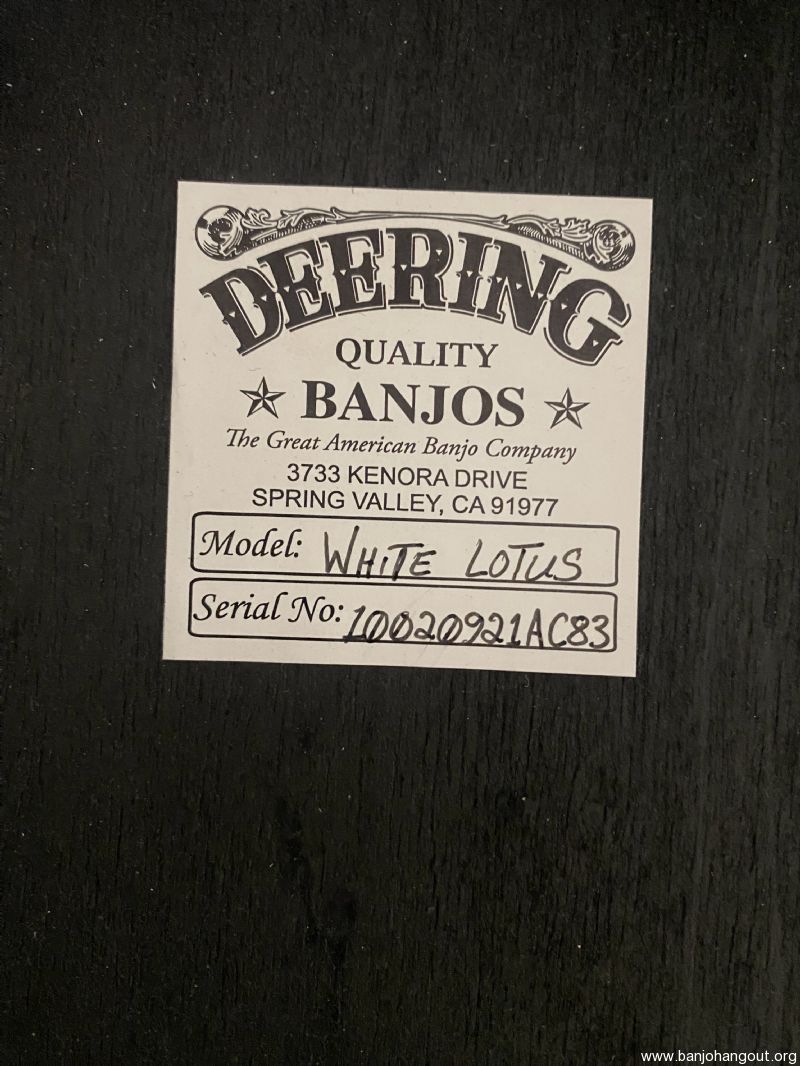 DEERING
QUALITY
BANJOS
The Great American Banjo Company
3733 KENORA DRIVE
SPRING VALLEY, CA 91977
Model: WHITE LOTUS
Serial No: 10020921AC83
www.banjohangout.org